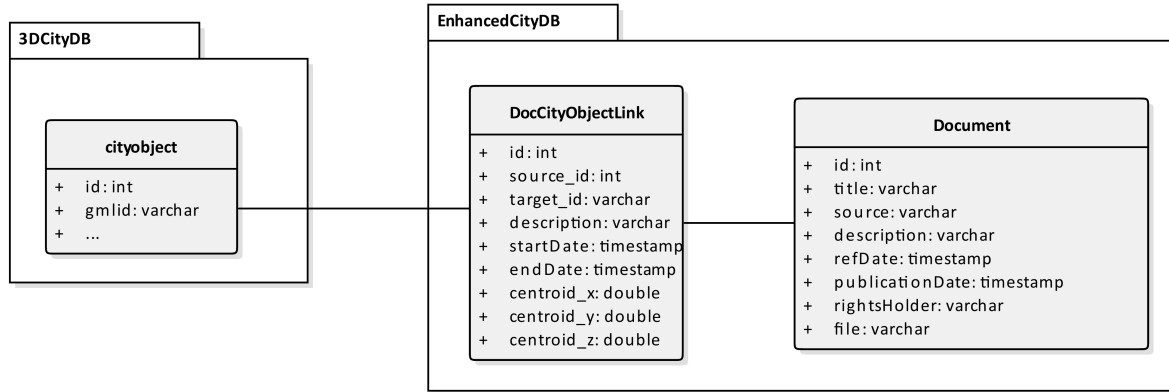 3DCityDB
cityobject
+ id: int
+ gmlid: varchar
+ ...
EnhancedCityDB
DocCityObjectLink
+ id: int
+ source_id: int
+ target_id: varchar
+ description: varchar
+ startDate: timestamp
+ endDate: timestamp
+ centroid_x: double
+ centroid_y: double
+ centroid_z: double
Document
+ id: int
+ title: varchar
+ source: varchar
+ description: varchar
+ refDate: timestamp
+ publicationDate: timestamp
+ rightsHolder: varchar
+ file: varchar